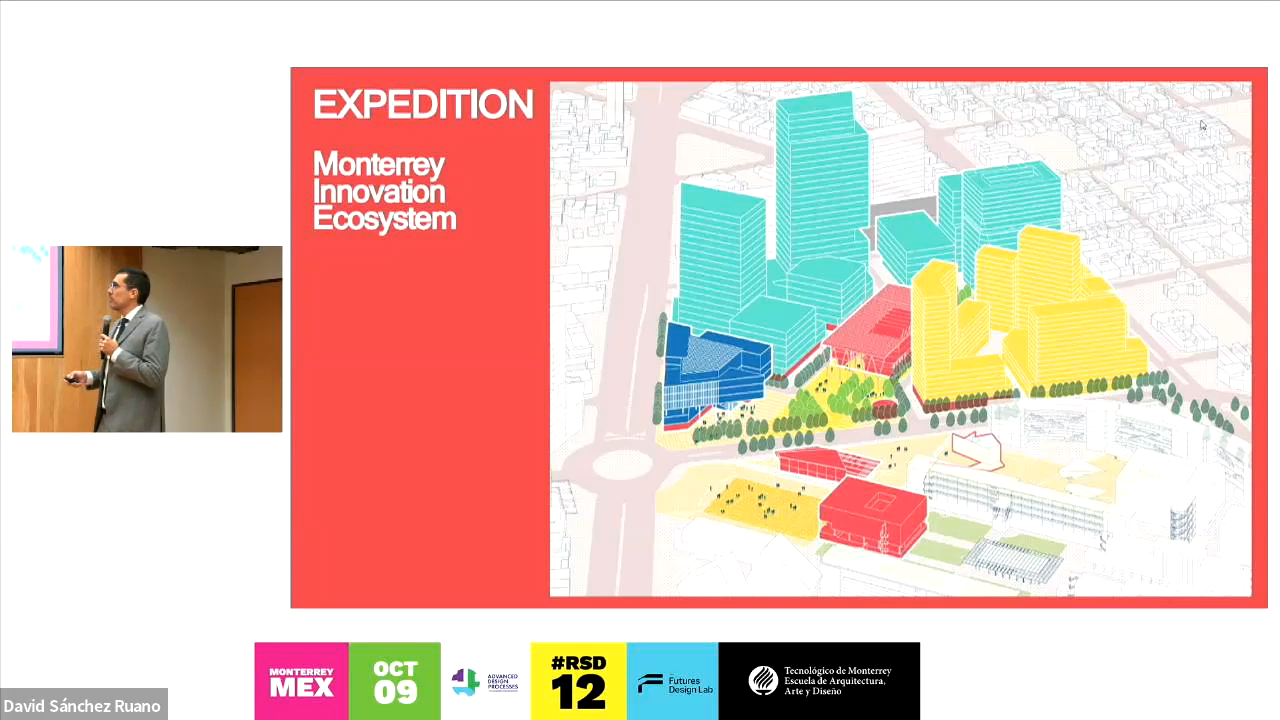 EXPEDITION
Monterrey
Innovation
Ecosystem
MONTERREY
MEX
OCT
09
ADVANCED
DESIGN
PROCESSES
#RSD
12
Futures
Design Lab
Tecnológico de Monterrey
Escuela de Arquitectura,
Arte y Diseño
David Sánchez Ruano